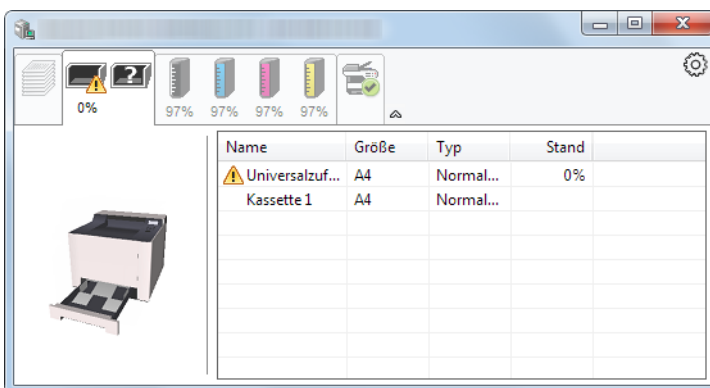 ?
0% 97% 97% 97% 97%
Name Größe Typ Stand
Universalzuf... A4 Normal... 0%
Kassette 1 A4 Normal...